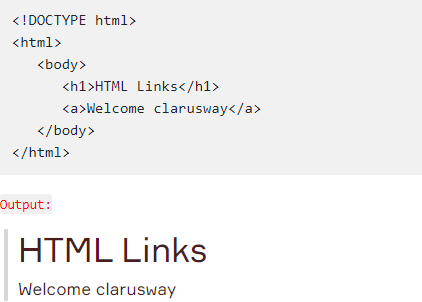 <!DOCTYPE html>
<html>
<body>
<h1>HTML Links</h1>
<a>Welcome clarusway</a>
</body>
</html>
Output:
HTML Links
Welcome clarusway